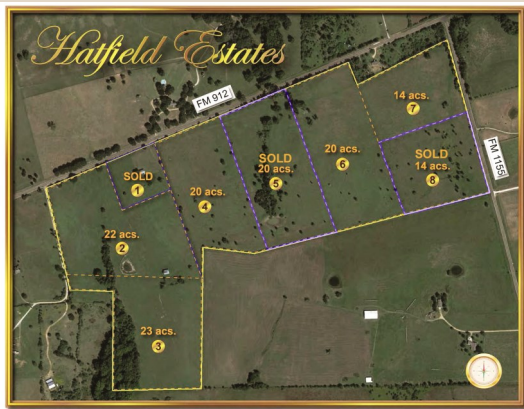 Hatfield Estates
FM 912
14 acs.
7
FM 1155
SOLD
1
20 acs.
4
SOLD
20 acs.
5
20 acs.
6
SOLD
14 acs.
8
22 acs.
2
23 acs.
3